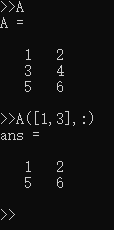 >>A
A =
1 2
3 4
5 6
>>A([1,3],:)
ans =
1 2
5 6
>>